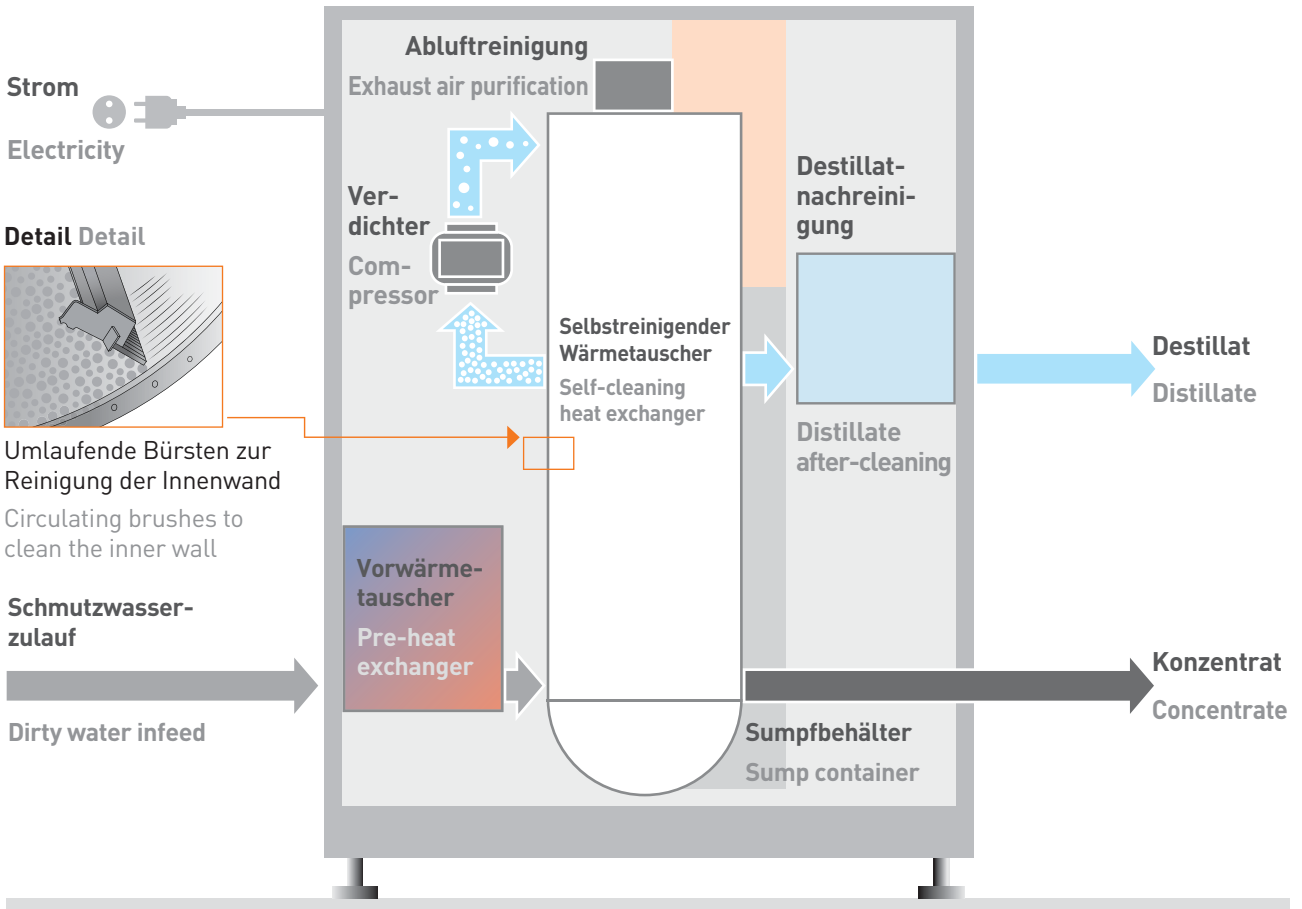 Abluftreinigung
Exhaust air purification
Strom
Electricity
Ver-
dichter
Com-
pressor
Destillat-
nachreini-
gung
Detail Detail
Selbstreinigender
Wärmetauscher
Self-cleaning
heat exchanger
Destillat
Distillate
Distillate
after-cleaning
Umlaufende Bürsten zur
Reinigung der Innenwand
Circulating brushes to
clean the inner wall
Vorwärme-
tauscher
Pre-heat
exchanger
Schmutzwasser-
zulauf
Dirty water infeed
Konzentrat
Concentrate
Sumpfbehälter
Sump container